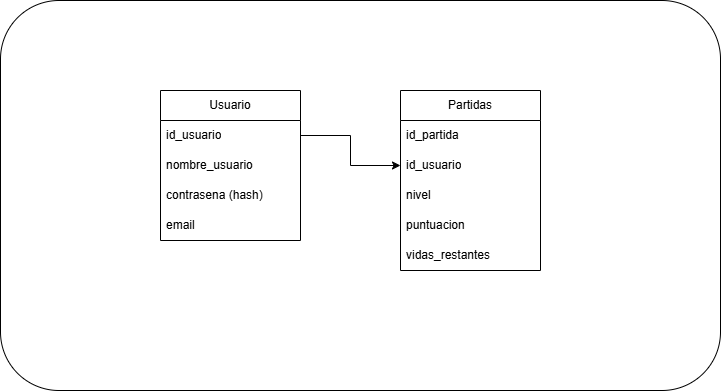 Usuario
id_usuario
nombre_usuario
contrasena (hash)
email
Partidas
id_partida
id_usuario
nivel
puntuacion
vidas_restantes